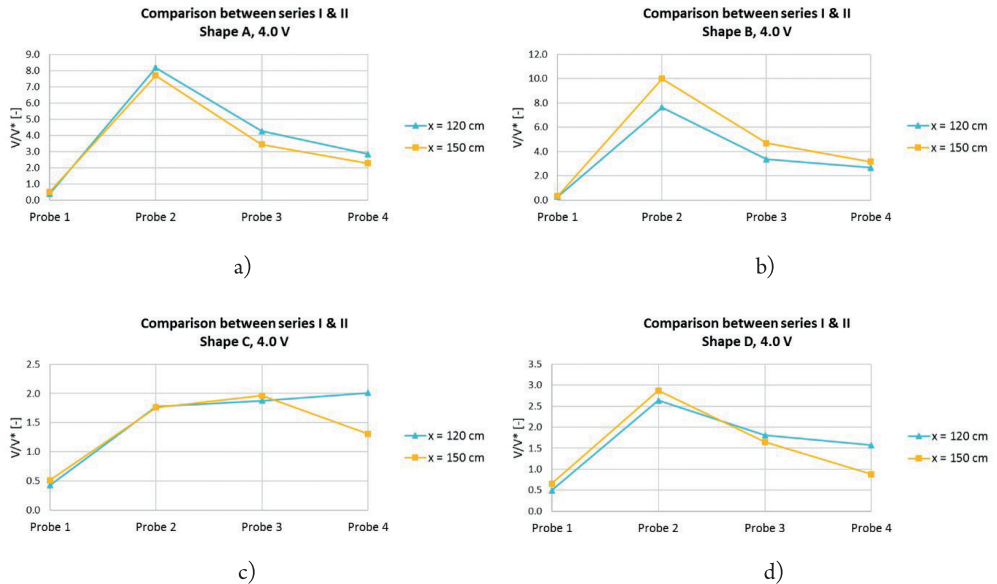 Comparison between series I & II
Shape A, 4.0 V
9.0
8.0
7.0
6.0
5.0
4.0
3.0
2.0
1.0
0.0
V/V* [-]
Probe 1 Probe 2 Probe 3 Probe 4
x = 120 cm
x = 150 cm
a)
Comparison between series I & II
Shape B, 4.0 V
12.0
10.0
8.0
6.0
4.0
2.0
0.0
V/V* [-]
Probe 1 Probe 2 Probe 3 Probe 4
x = 120 cm
x = 150 cm
b)
Comparison between series I & II
Shape C, 4.0 V
2.5
2.0
1.5
1.0
0.5
0.0
V/V* [-]
Probe 1 Probe 2 Probe 3 Probe 4
x = 120 cm
x = 150 cm
c)
Comparison between series I & II
Shape D, 4.0 V
3.5
3.0
2.5
2.0
1.5
1.0
0.5
0.0
V/V* [-]
Probe 1 Probe 2 Probe 3 Probe 4
x = 120 cm
x = 150 cm
d)